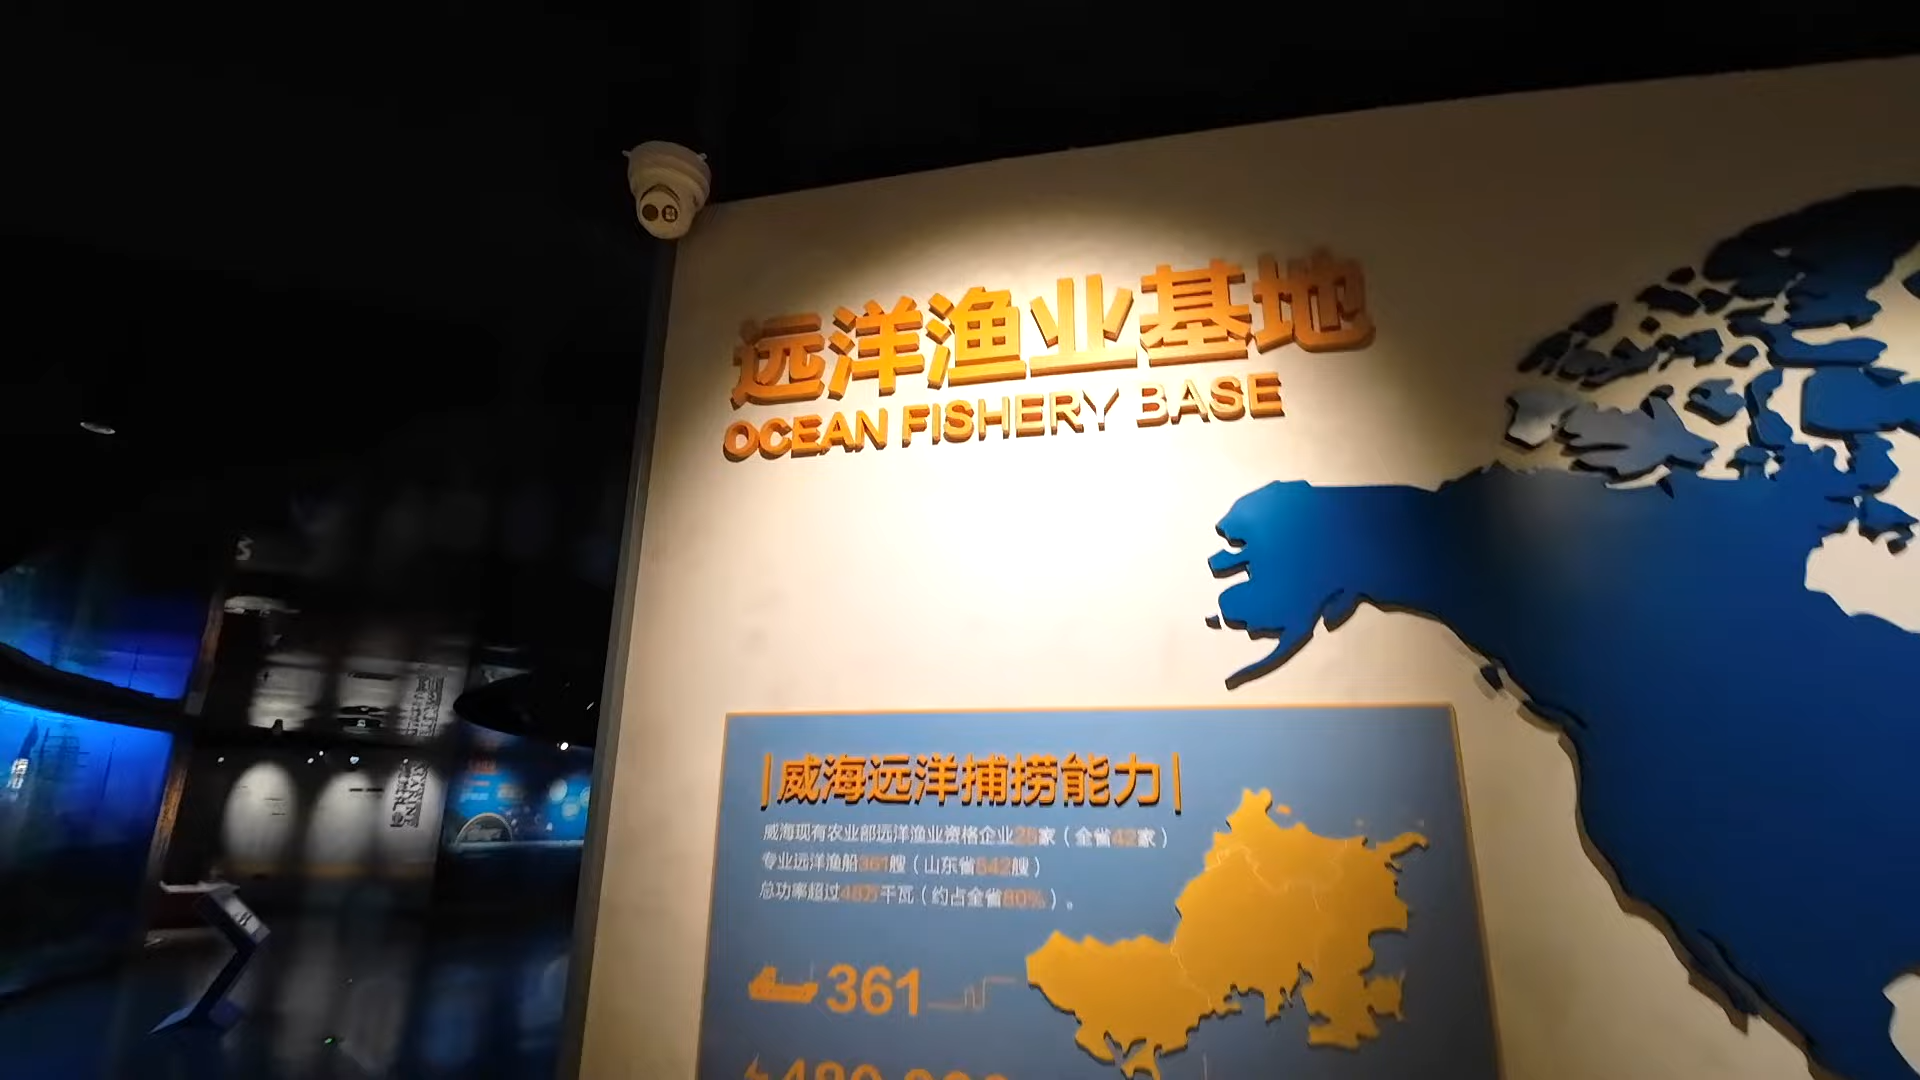 远洋渔业基地
OCEAN FISHERY BASE
威海远洋捕捞能力
威海现有农业部远洋渔业资格企业26家（全省42家）
专业远洋渔船361艘（山东省542艘）
总功率超过48万千瓦（约占全省80%）。
361